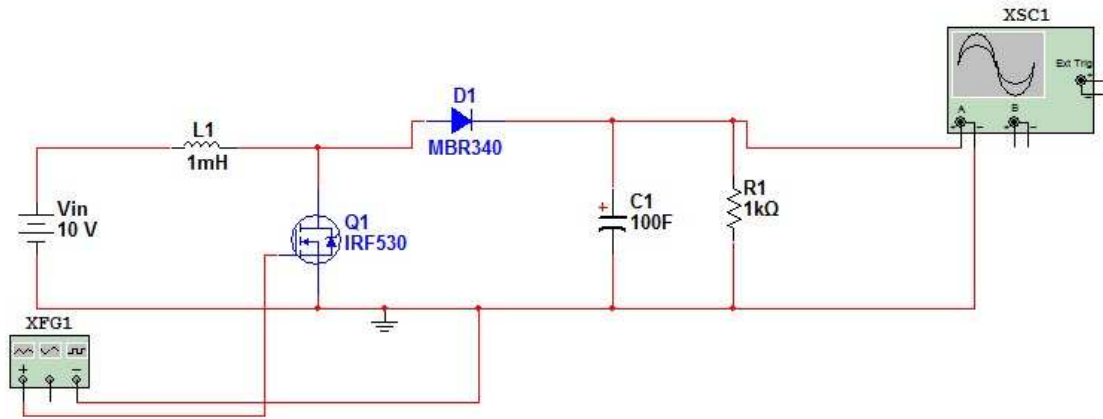 XSC1
Ext Trig
+
A
B
+ − + −
D1
MBR340
L1
1mH
Vin
10 V
Q1
IRF530
+
C1
100F
R1
1kΩ
XFG1
+ −